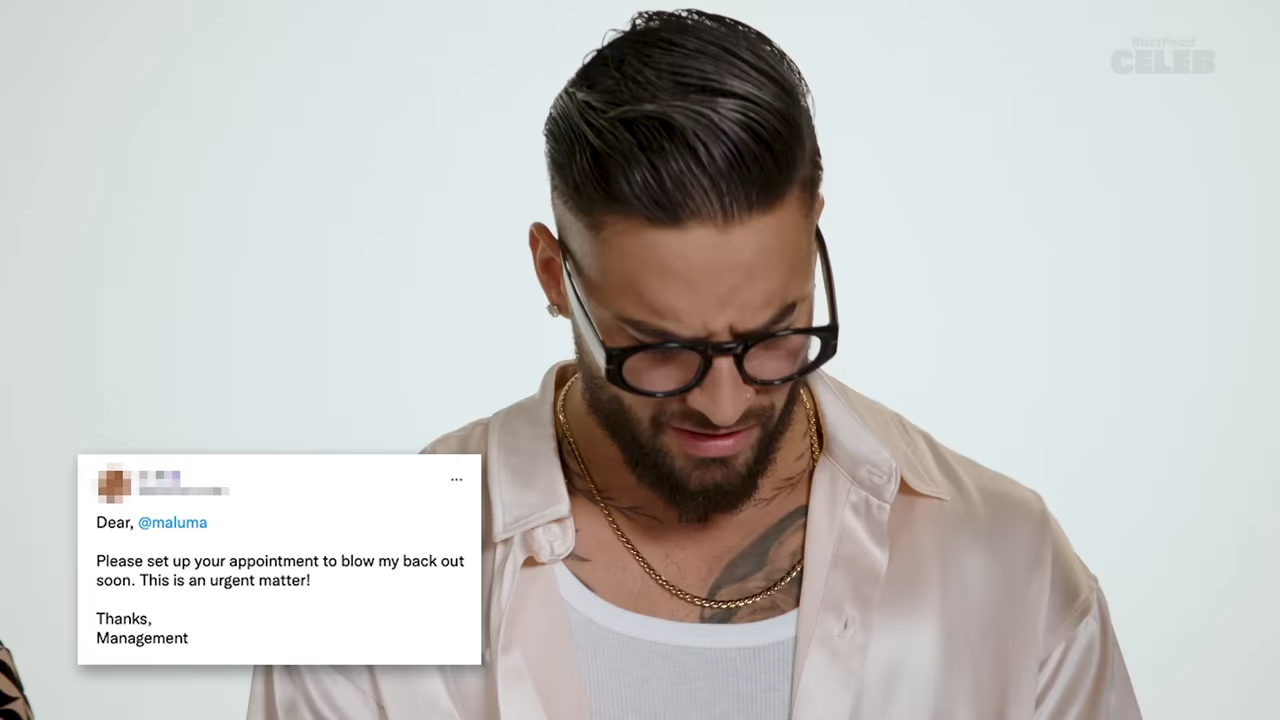 BuzzFeed
CELEB
Dear, @maluma
Please set up your appointment to blow my back out
soon. This is an urgent matter!
Thanks,
Management